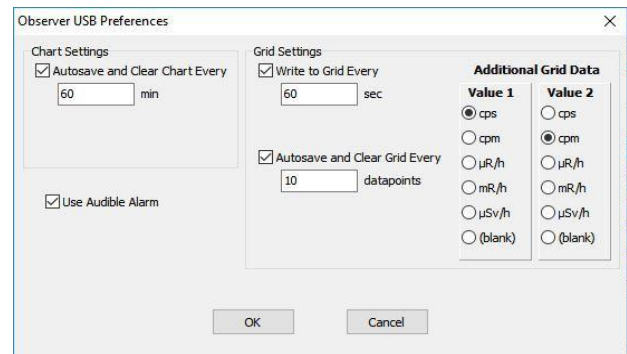 Observer USB Preferences
Chart Settings
Autosave and Clear Chart Every
60 min
Use Audible Alarm
Grid Settings
Write to Grid Every
60 sec
Autosave and Clear Grid Every
10 datapoints
Additional Grid Data
Value 1
cps
cpm
µR/h
mR/h
µSv/h
(blank)
Value 2
cps
cpm
µR/h
mR/h
µSv/h
(blank)
OK
Cancel